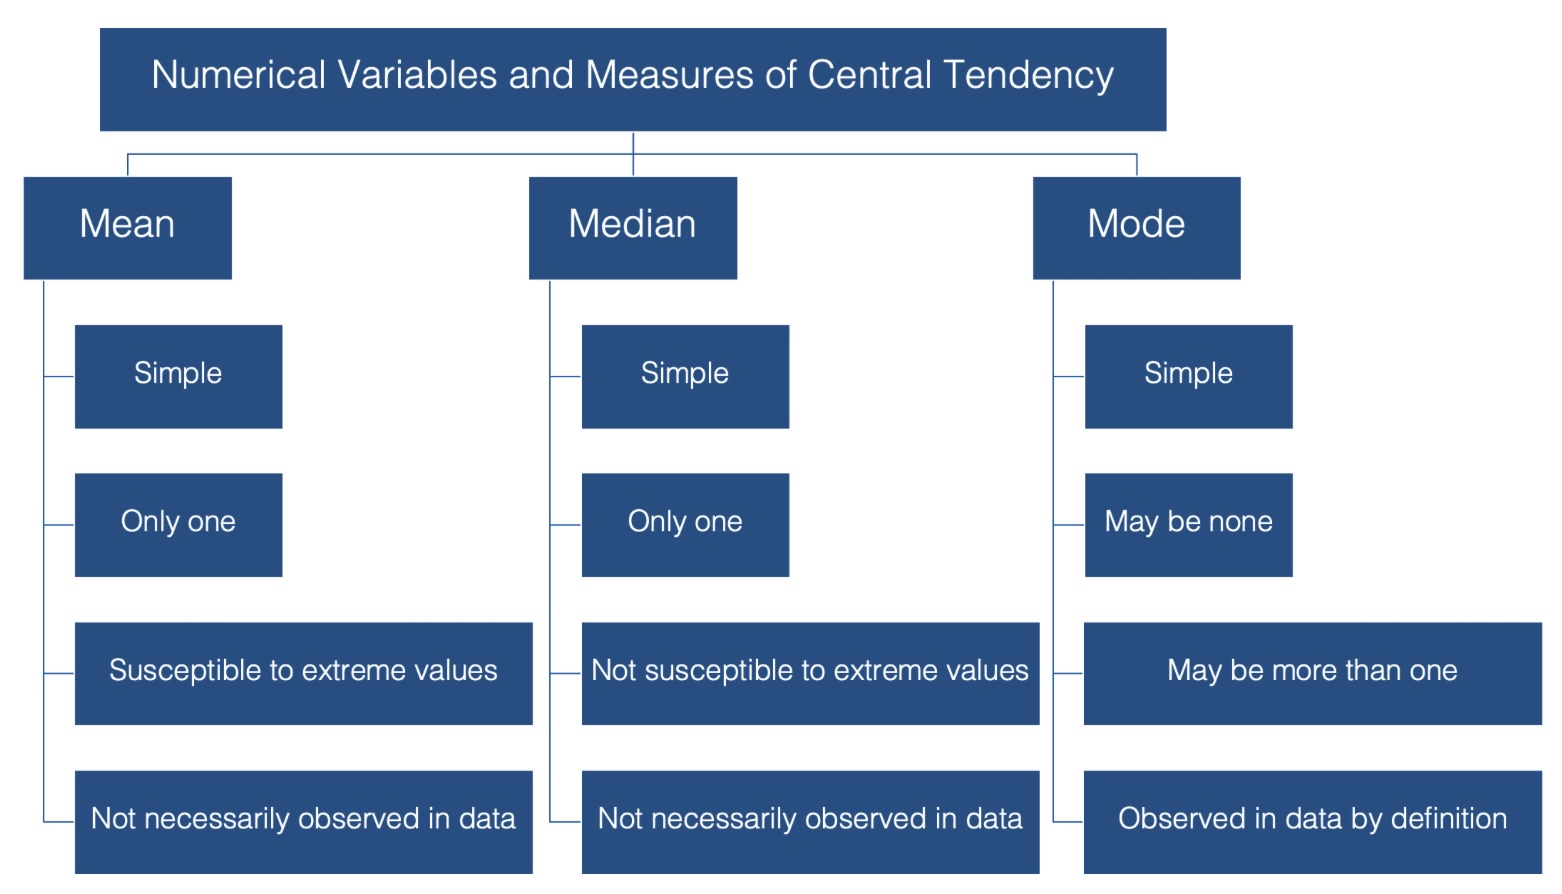 Numerical Variables and Measures of Central Tendency
Mean
Simple
Only one
Susceptible to extreme values
Not necessarily observed in data
Median
Simple
Only one
Not susceptible to extreme values
Not necessarily observed in data
Mode
Simple
May be none
May be more than one
Observed in data by definition